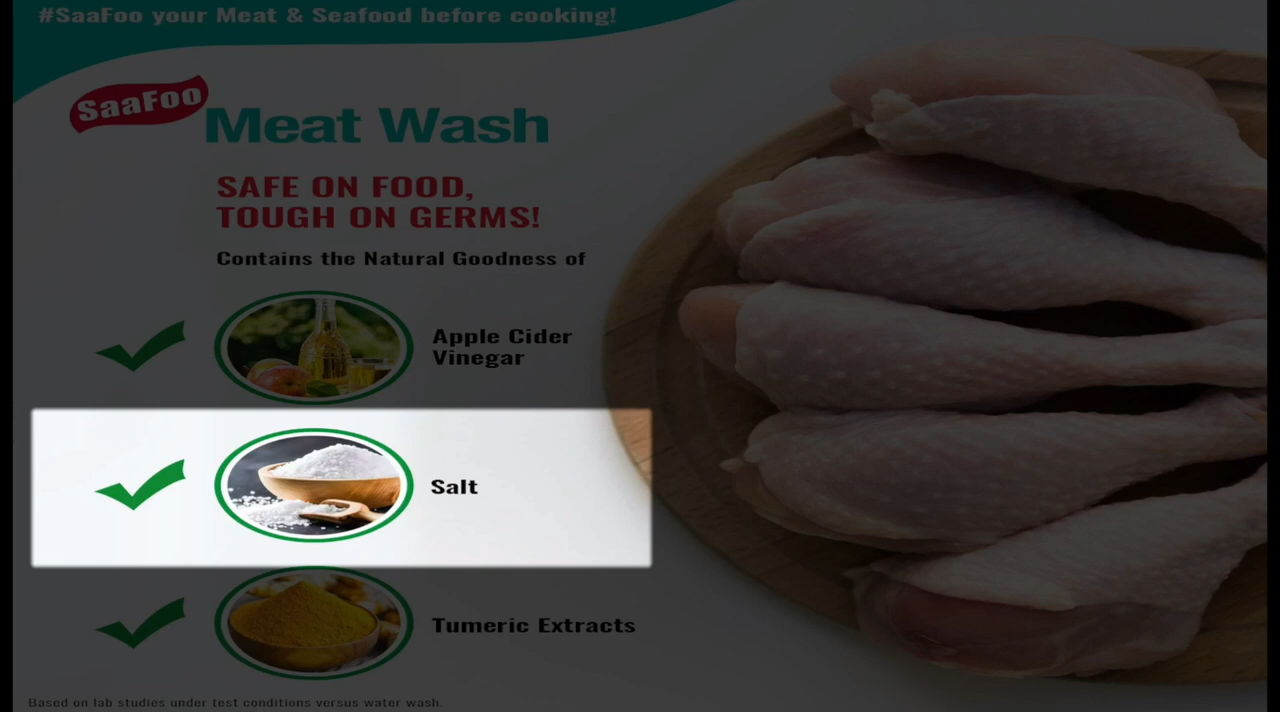 #SaaFoo your Meat & Seafood before cooking!
SaaFoo
Meat Wash
SAFE ON FOOD,
TOUGH ON GERMS!
Contains the Natural Goodness of
Apple Cider
Vinegar
Salt
Tumeric Extracts
Based on lab studies under test conditions versus water wash.